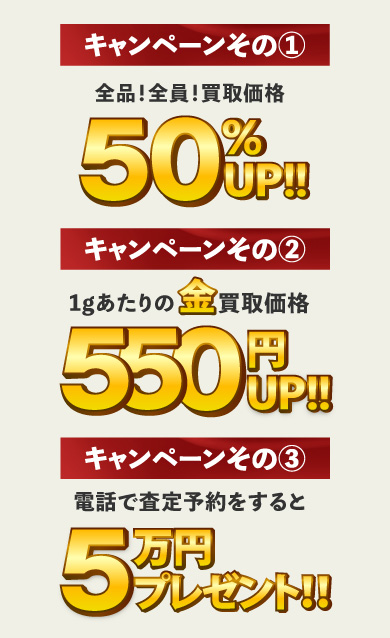 キャンペーンその①
全品!全員!買取価格
50%UP!!
キャンペーンその②
1gあたりの金買取価格
550円UP!!
キャンペーンその③
電話で査定予約をすると
5万円プレゼント!!